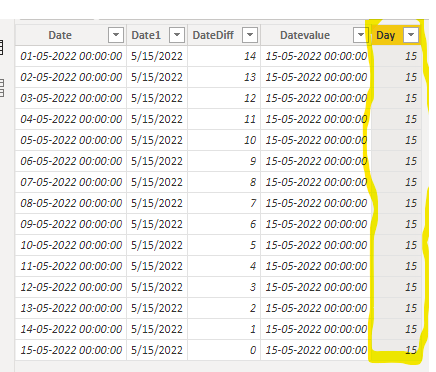 Date Date1 DateDiff Datevalue Day
01-05-2022 00:00:00 5/15/2022 14 15-05-2022 00:00:00 15
02-05-2022 00:00:00 5/15/2022 13 15-05-2022 00:00:00 15
03-05-2022 00:00:00 5/15/2022 12 15-05-2022 00:00:00 15
04-05-2022 00:00:00 5/15/2022 11 15-05-2022 00:00:00 15
05-05-2022 00:00:00 5/15/2022 10 15-05-2022 00:00:00 15
06-05-2022 00:00:00 5/15/2022 9 15-05-2022 00:00:00 15
07-05-2022 00:00:00 5/15/2022 8 15-05-2022 00:00:00 15
08-05-2022 00:00:00 5/15/2022 7 15-05-2022 00:00:00 15
09-05-2022 00:00:00 5/15/2022 6 15-05-2022 00:00:00 15
10-05-2022 00:00:00 5/15/2022 5 15-05-2022 00:00:00 15
11-05-2022 00:00:00 5/15/2022 4 15-05-2022 00:00:00 15
12-05-2022 00:00:00 5/15/2022 3 15-05-2022 00:00:00 15
13-05-2022 00:00:00 5/15/2022 2 15-05-2022 00:00:00 15
14-05-2022 00:00:00 5/15/2022 1 15-05-2022 00:00:00 15
15-05-2022 00:00:00 5/15/2022 0 15-05-2022 00:00:00 15